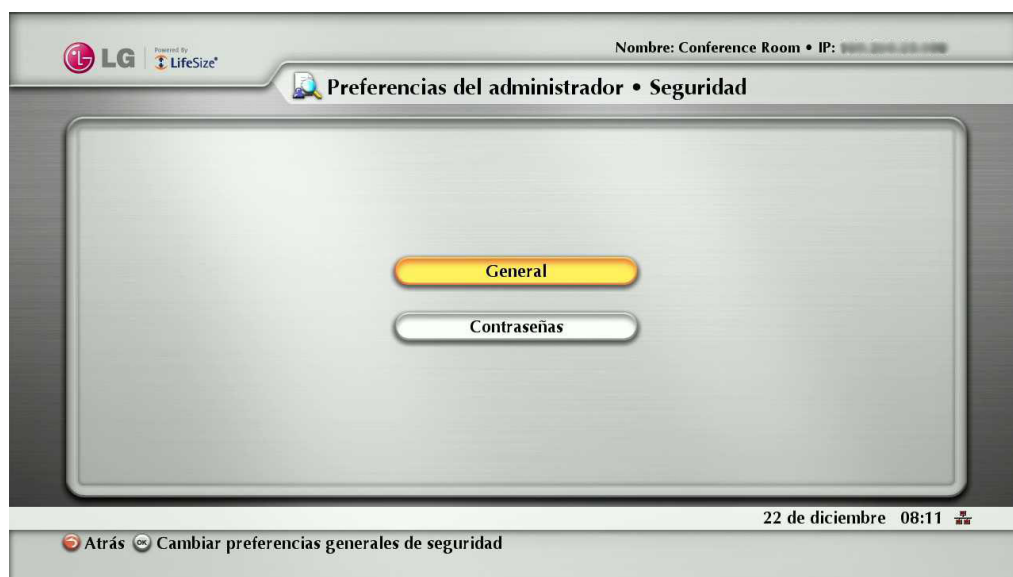 LG Powered By
LifeSize
Nombre: Conference Room • IP:
Preferencias del administrador • Seguridad
General
Contraseñas
22 de diciembre 08:11
Atrás OK Cambiar preferencias generales de seguridad